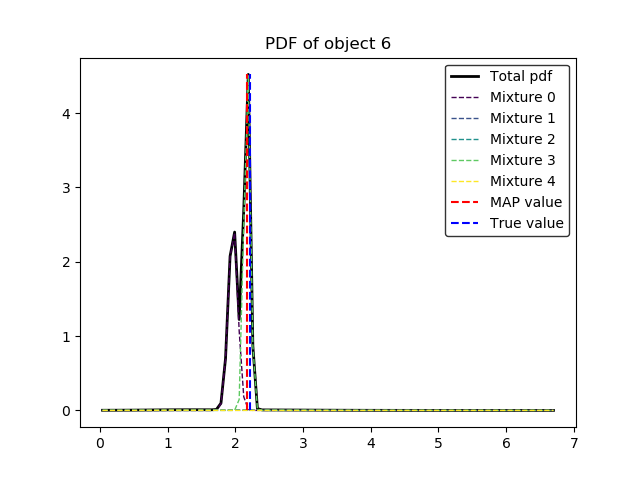 PDF of object 6
Total pdf
Mixture 0
Mixture 1
Mixture 2
Mixture 3
Mixture 4
MAP value
True value
4
3
2
1
0
0 1 2 3 4 5 6 7